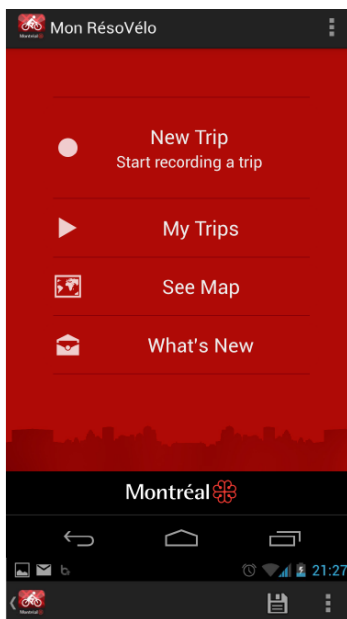 Mon RésoVélo
New Trip
Start recording a trip
My Trips
See Map
What's New
Montréal
21:27